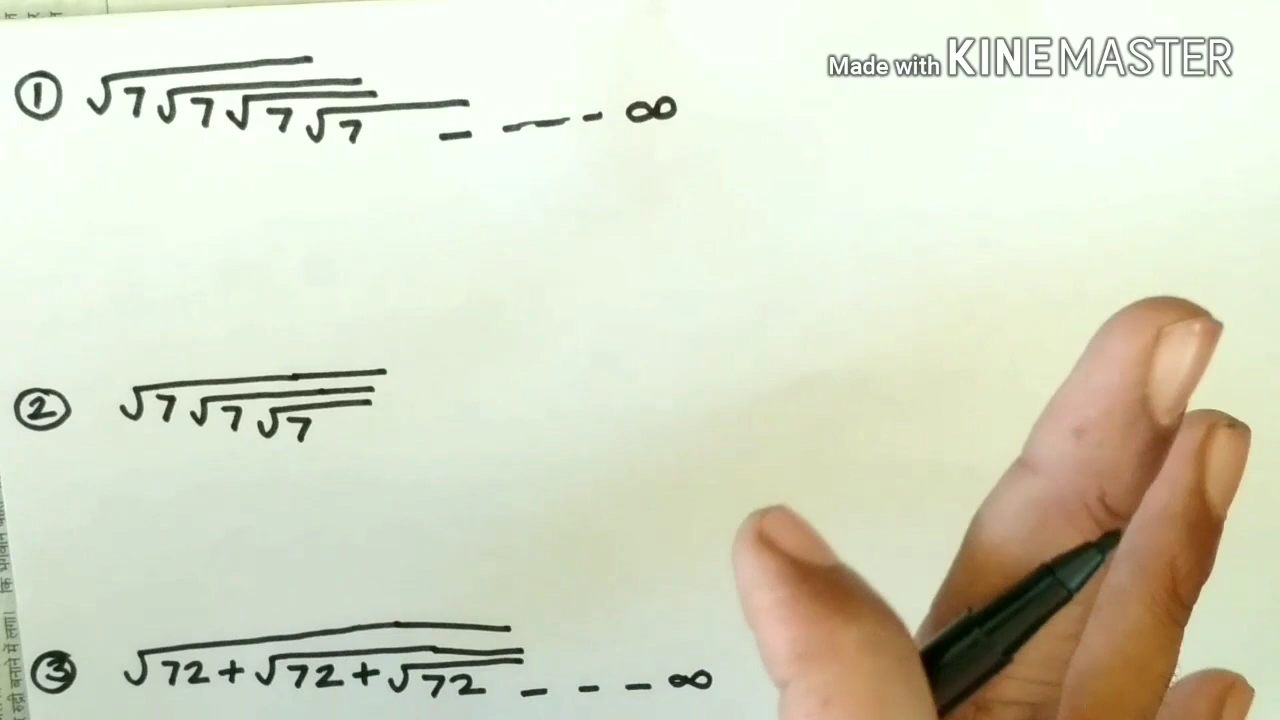 Made with KINEMASTER
① √7√7√7√7 - - - - ∞
② √7√7√7
③ √72+√72+√72 - - - ∞